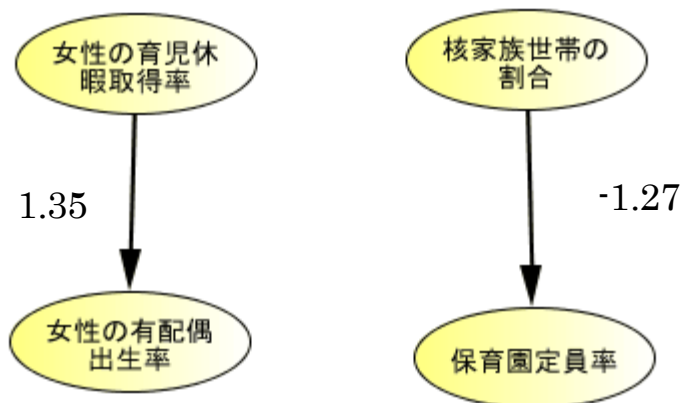 女性の育児休
暇取得率
核家族世帯の
割合
1.35
-1.27
女性の有配偶
出生率
保育園定員率